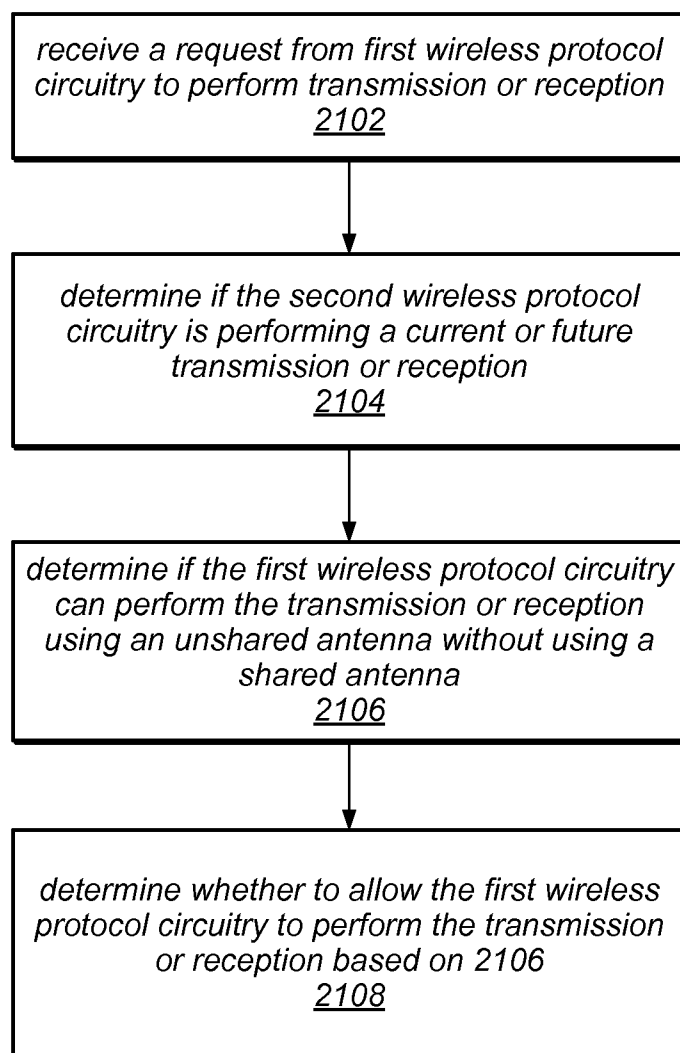 receive a request from first wireless protocol
circuitry to perform transmission or reception
2102
determine if the second wireless protocol
circuitry is performing a current or future
transmission or reception
2104
determine if the first wireless protocol circuitry
can perform the transmission or reception
using an unshared antenna without using a
shared antenna
2106
determine whether to allow the first wireless
protocol circuitry to perform the transmission
or reception based on 2106
2108